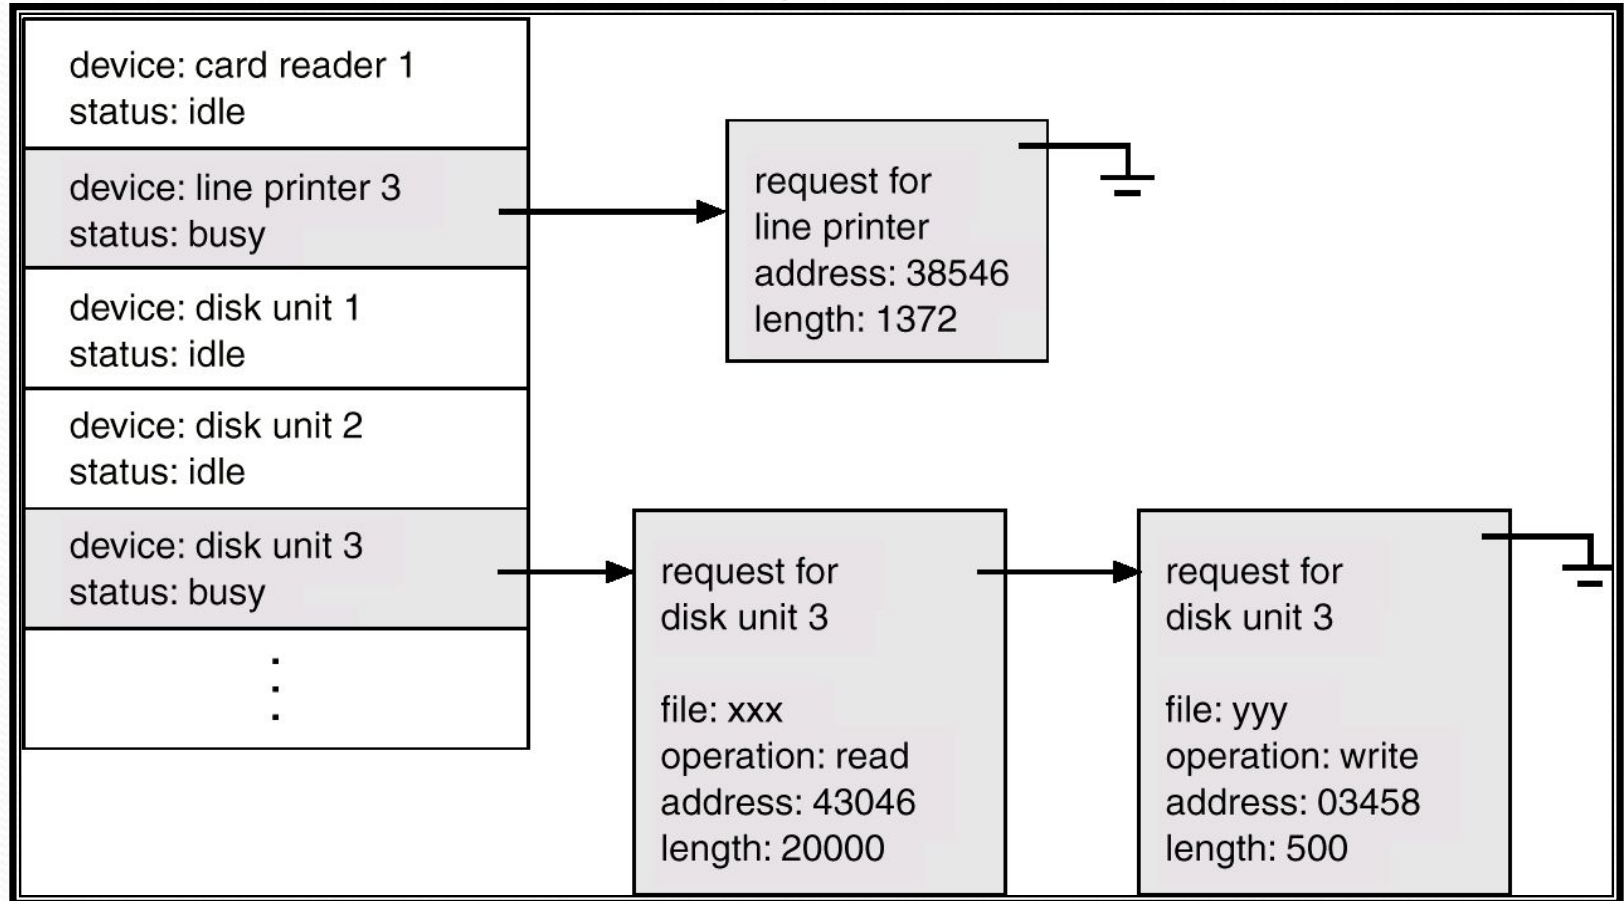 device: card reader 1
status: idle
device: line printer 3
status: busy
request for
line printer
address: 38546
length: 1372
device: disk unit 1
status: idle
device: disk unit 2
status: idle
device: disk unit 3
status: busy
request for
disk unit 3
file: xxx
operation: read
address: 43046
length: 20000
request for
disk unit 3
file: yyy
operation: write
address: 03458
length: 500